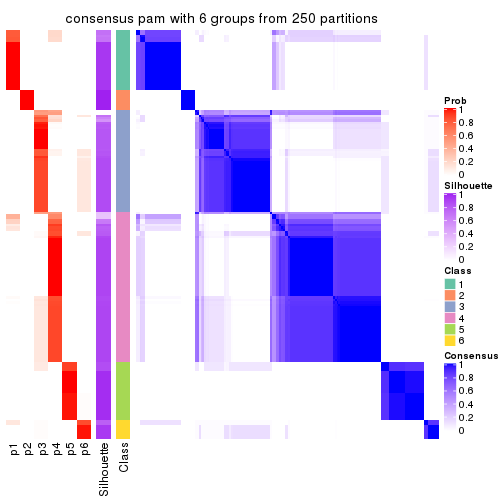 consensus pam with 6 groups from 250 partitions
Prob
1
0.8
0.6
0.4
0.2
0
Silhouette
1
0.8
0.6
0.4
0.2
0
Class
1
2
3
4
5
6
Consensus
1
0.8
0.6
0.4
0.2
0
p1
p2
p3
p4
p5
p6
Silhouette
Class